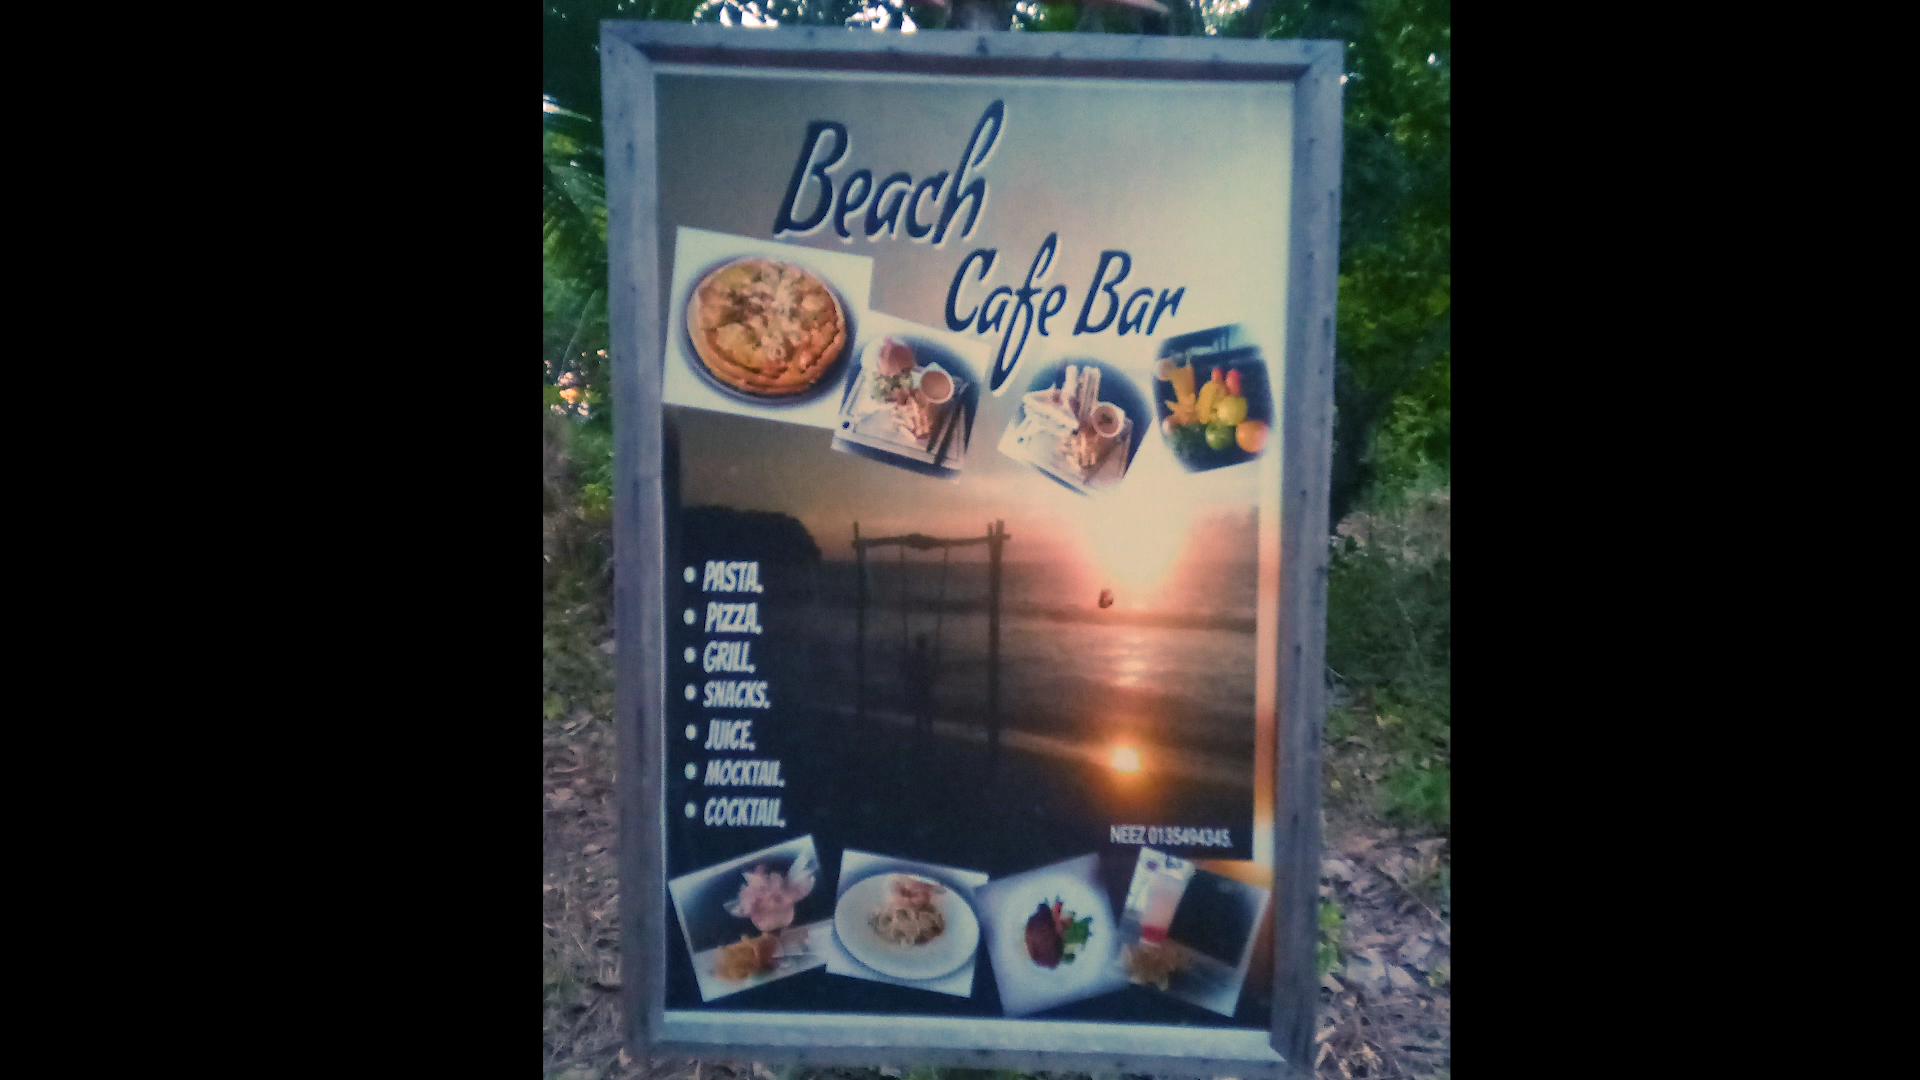 Beach
Cafe Bar
• PASTA.
• PIZZA.
• GRILL.
• SNACKS.
• JUICE.
• MOCKTAIL.
• COCKTAIL.
NEEZ 0135494345.